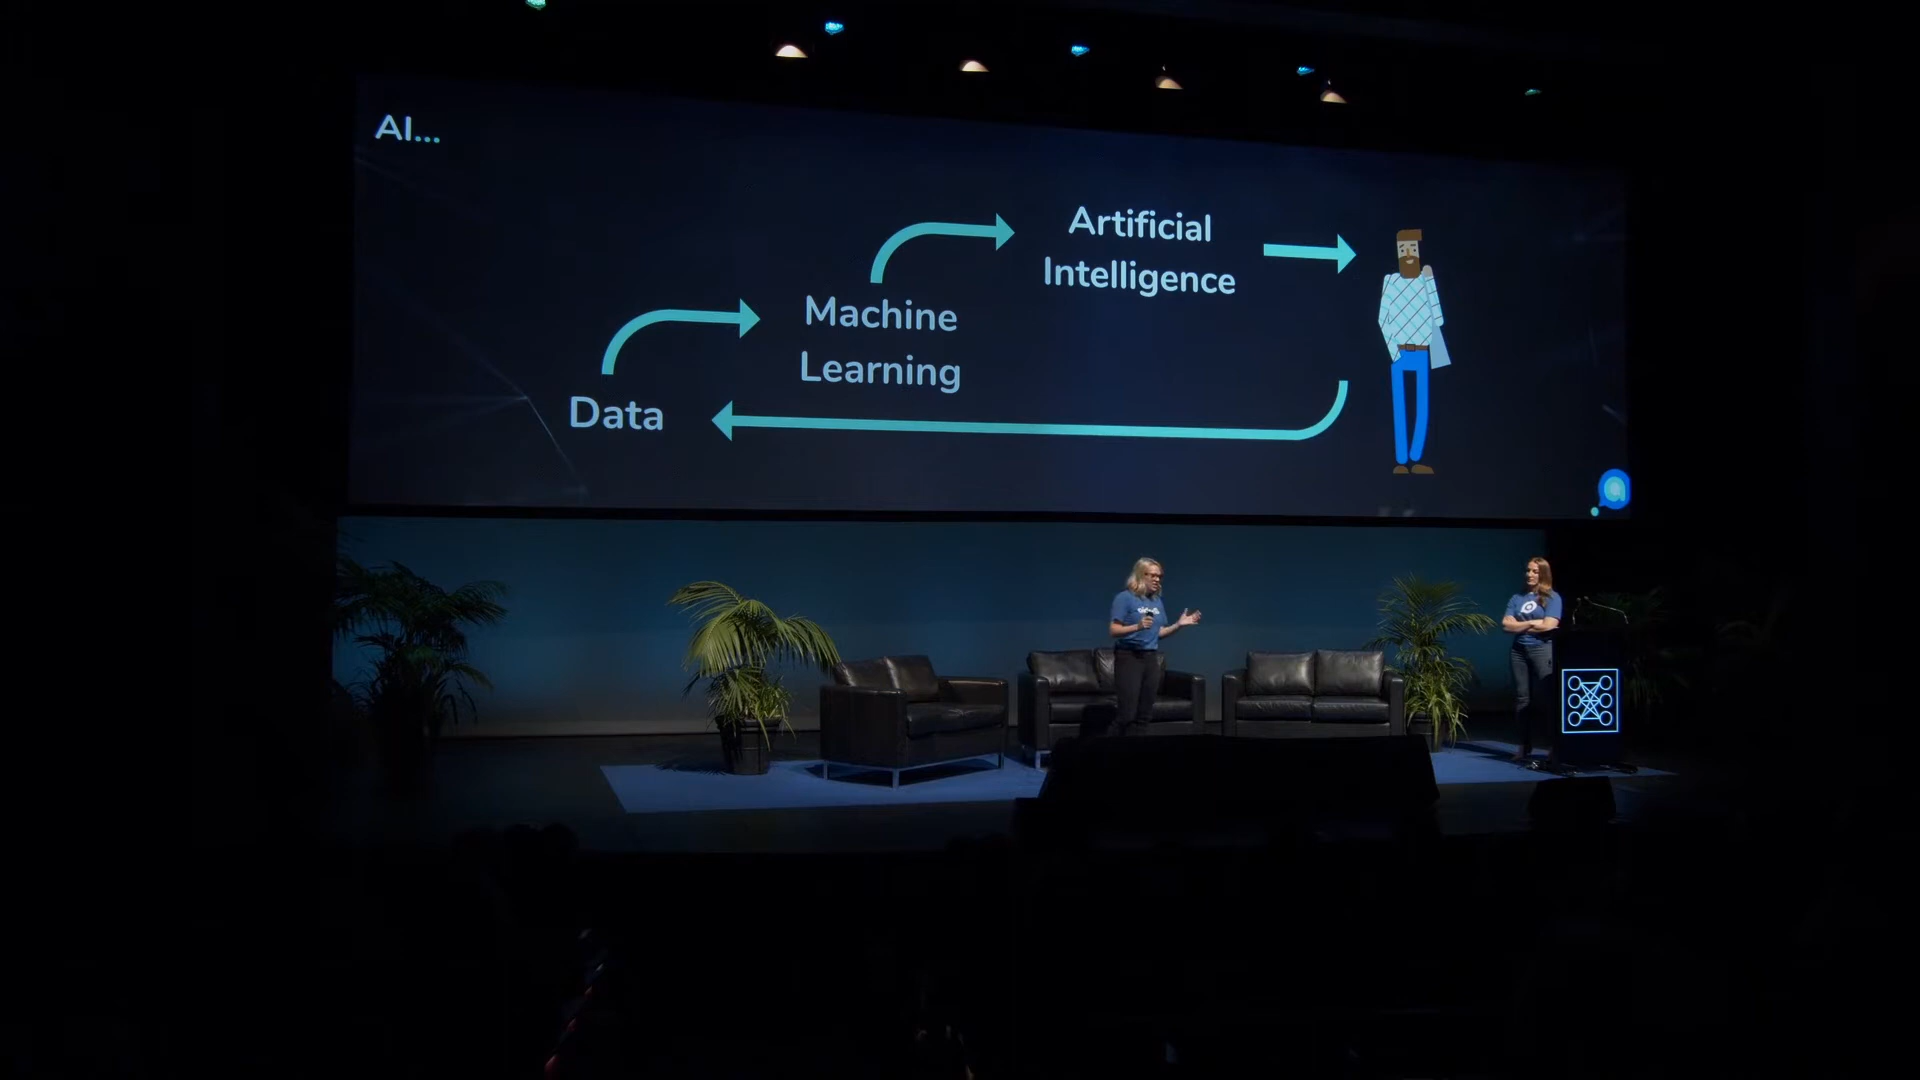 AI...
Artificial
Intelligence
Machine
Learning
Data